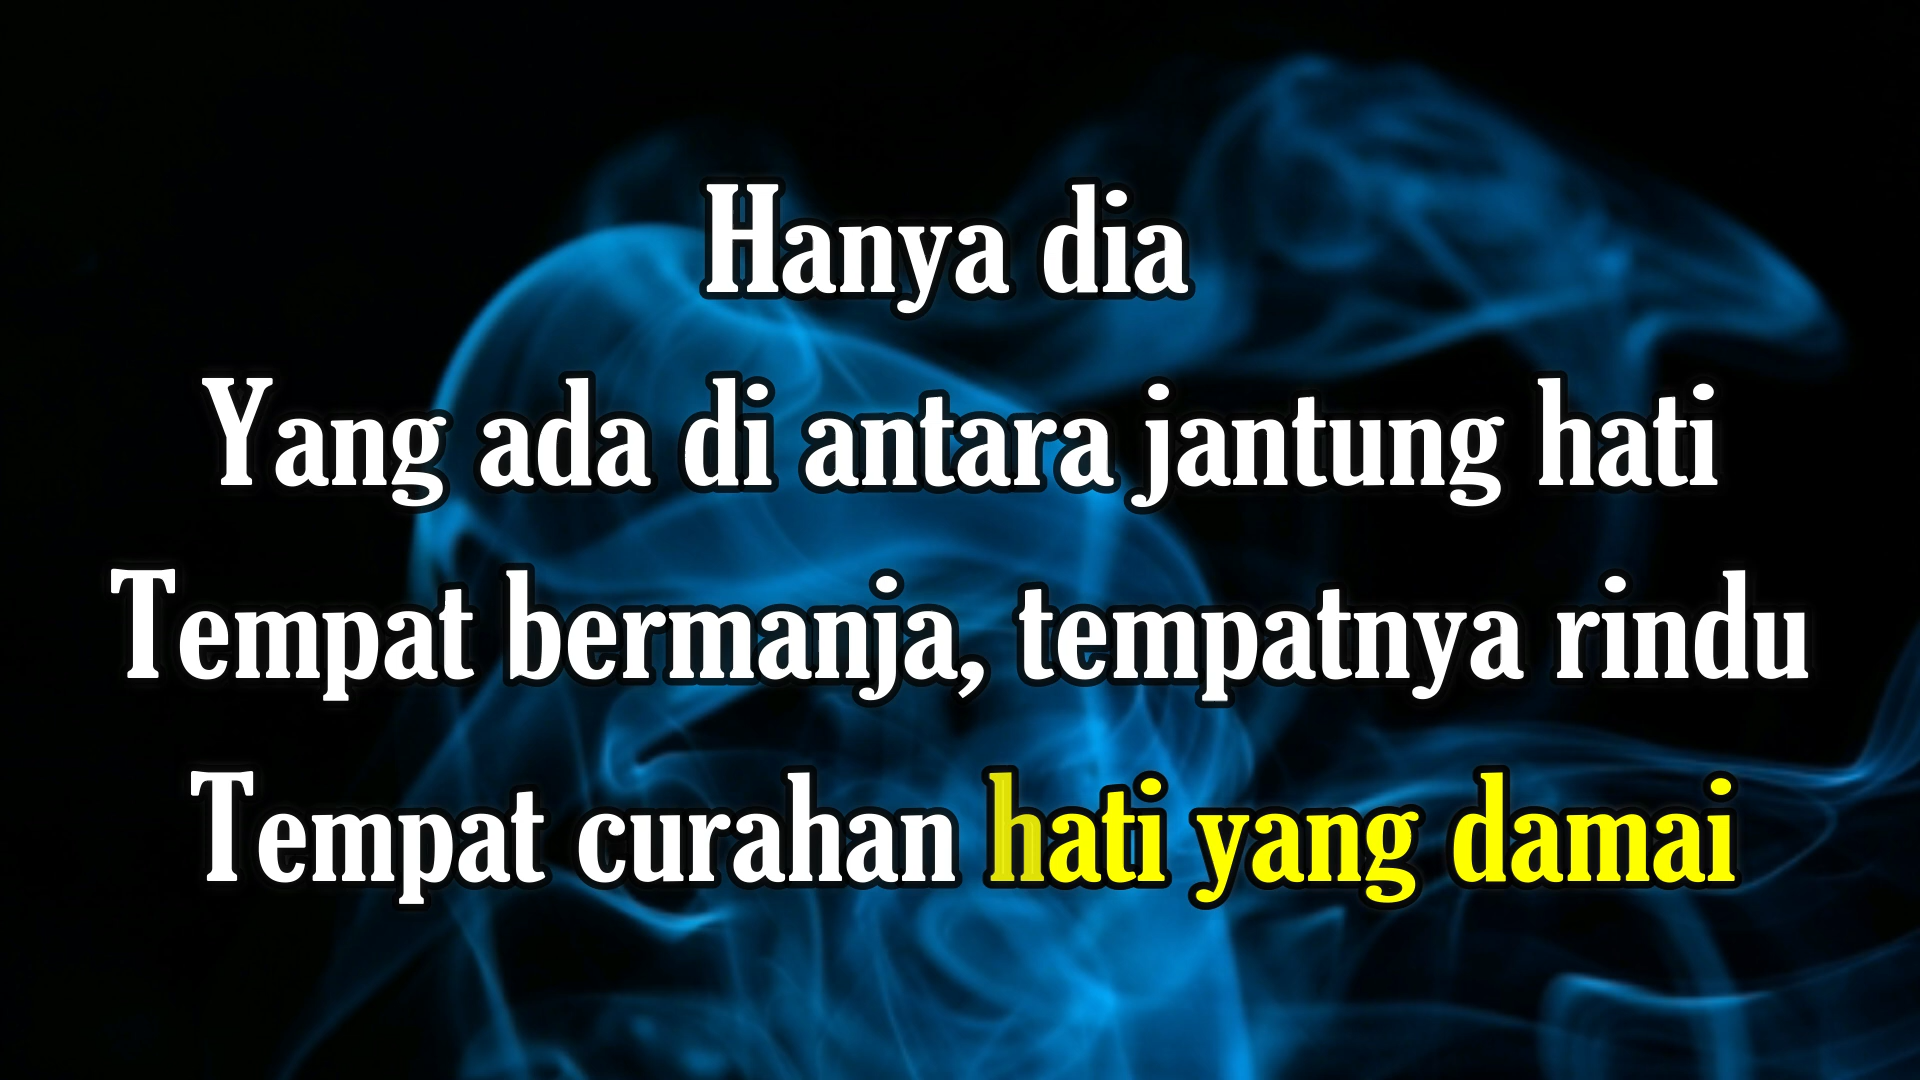 Hanya dia
Yang ada di antara jantung hati
Tempat bermanja, tempatnya rindu
Tempat curahan hati yang damai